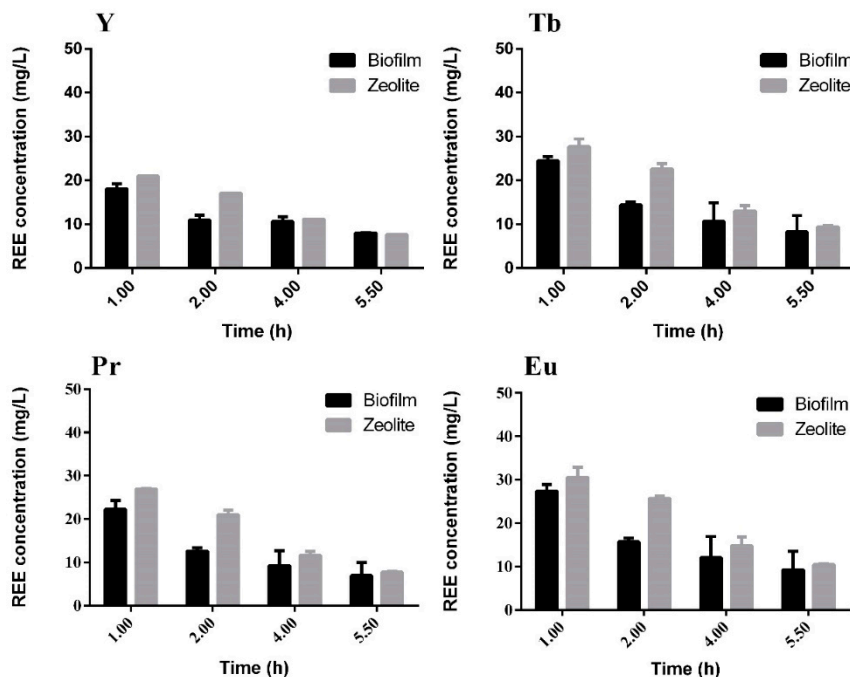 Y
REE concentration (mg/L)
50
40
30
20
10
0
Biofilm
Zeolite
1.00
2.00
4.00
5.50
Time (h)
Tb
REE concentration (mg/L)
50
40
30
20
10
0
Biofilm
Zeolite
1.00
2.00
4.00
5.50
Time (h)
Pr
REE concentration (mg/L)
50
40
30
20
10
0
Biofilm
Zeolite
1.00
2.00
4.00
5.50
Time (h)
Eu
REE concentration (mg/L)
50
40
30
20
10
0
Biofilm
Zeolite
1.00
2.00
4.00
5.50
Time (h)